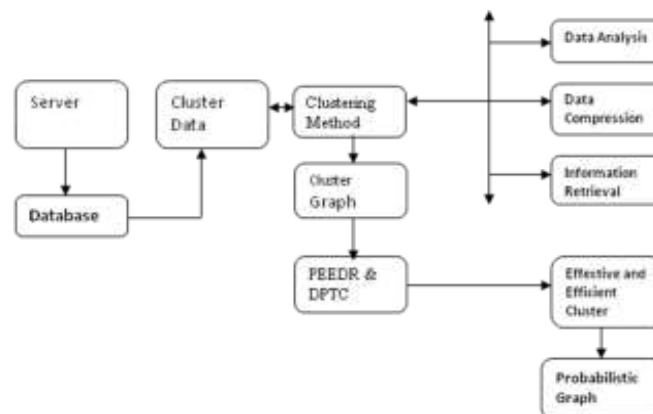 Server
Database
Cluster
Data
Clustering
Method
Cluster
Graph
PEEDR &
DPTC
Data Analysis
Data
Compression
Information
Retrieval
Effective and
Efficient
Cluster
Probabilistic
Graph